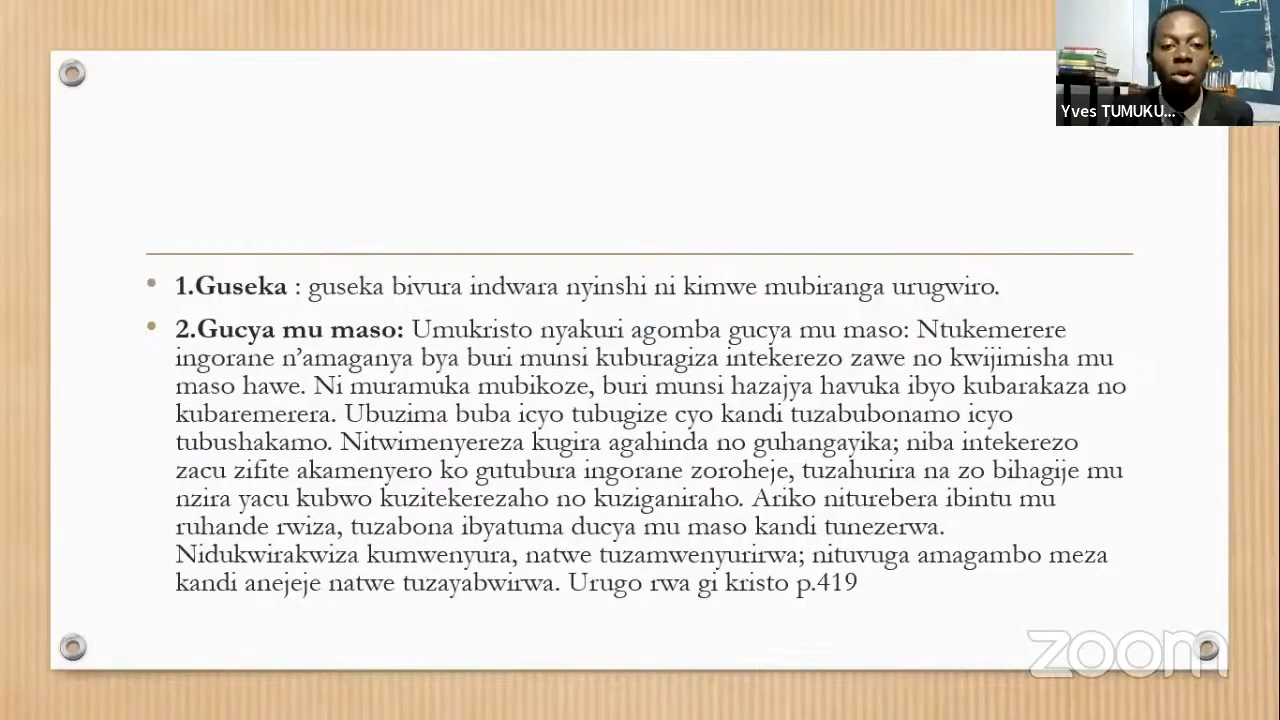 Yves TUMUKU...
• 1.Guseka : guseka bivura indwara nyinshi ni kimwe mubiranga urugwiro.
• 2.Gucya mu maso: Umukristo nyakuri agomba gucya mu maso: Ntukemerere
ingorane n’amaganya bya buri munsi kuburagiza intekerezo zawe no kwijimisha mu
maso hawe. Ni muramuka mubikoze, buri munsi hazajya havuka ibyo kubarakaza no
kubaremerera. Ubuzima buba icyo tubugize cyo kandi tuzabubonamo icyo
tubushakamo. Nitwimenyereza kugira agahinda no guhangayika; niba intekerezo
zacu zifite akamenyero ko gutubura ingorane zoroheje, tuzahurira na zo bihagije mu
nzira yacu kubwo kuzitekerezaho no kuziganiraho. Ariko niturebera ibintu mu
ruhande rwiza, tuzabona ibyatuma ducya mu maso kandi tunezerwa.
Nidukwirakwiza kumwenyura, natwe tuzamwenyurirwa; nituvuga amagambo meza
kandi anejeje natwe tuzayabwirwa. Urugo rwa gi kristo p.419
zoom